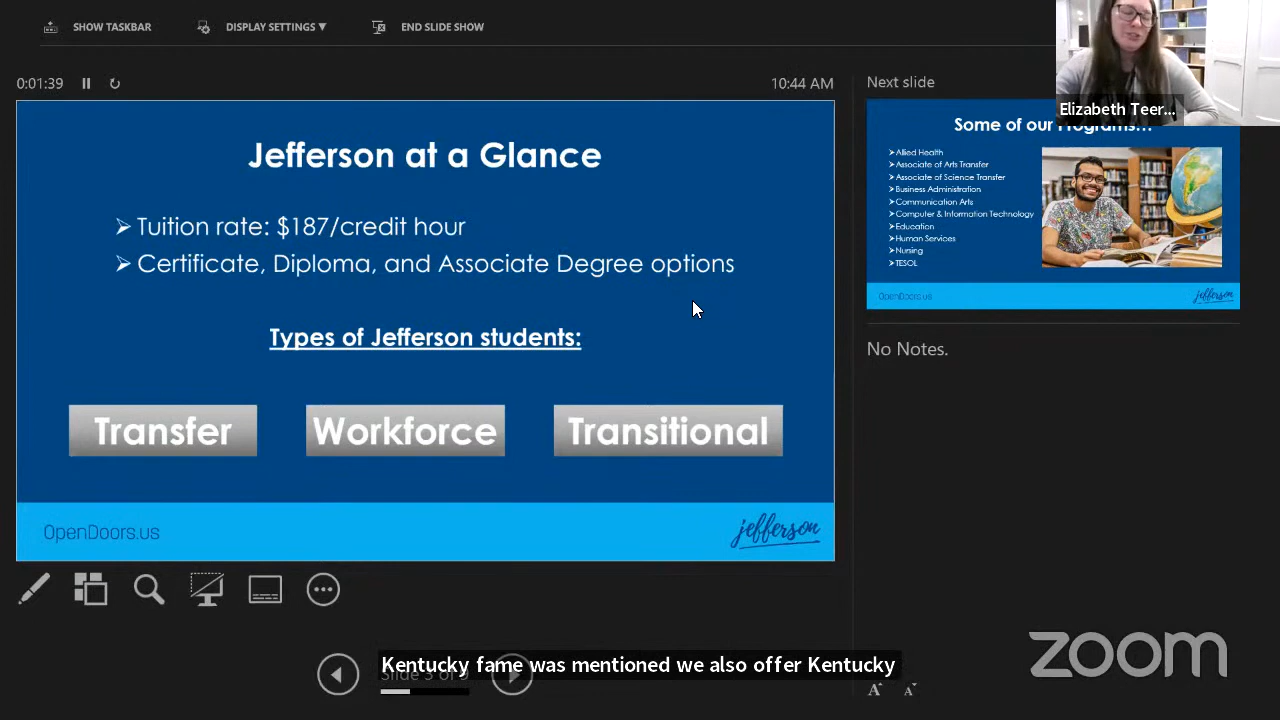 SHOW TASKBAR
DISPLAY SETTINGS ▼
END SLIDE SHOW
0:01:39
10:44 AM
Jefferson at a Glance
➢ Tuition rate: $187/credit hour
➢ Certificate, Diploma, and Associate Degree options
Types of Jefferson students:
Transfer
Workforce
Transitional
OpenDoors.us
jefferson
Next slide
Elizabeth Teer...
Some of our Programs...
➢ Allied Health
➢ Associate of Arts Transfer
➢ Associate of Science Transfer
➢ Business Administration
➢ Communication Arts
➢ Computer & Information Technology
➢ Education
➢ Human Services
➢ Nursing
➢ TESOL
OpenDoors.us
jefferson
No Notes.
Kentucky fame was mentioned we also offer Kentucky
Slide 3 of 9
zoom
A
A